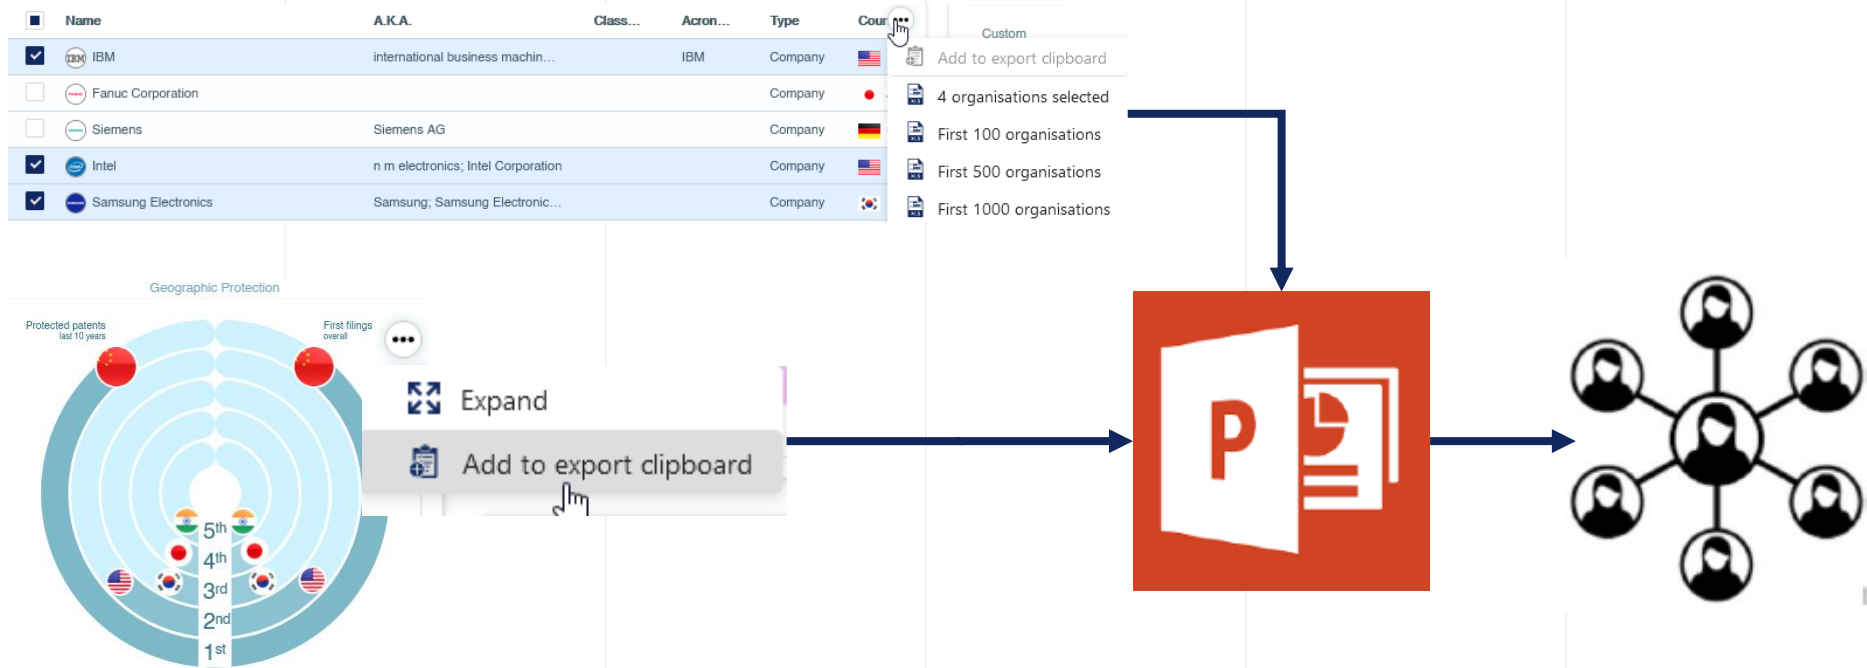 Name A.K.A. Class... Acron... Type Cour
Custom
IBM IBM international business machin... IBM Company
Add to export clipboard
Fanuc Corporation Company
4 organisations selected
Siemens Siemens AG Company
First 100 organisations
Intel n m electronics; Intel Corporation Company
First 500 organisations
Samsung Electronics Samsung; Samsung Electronic... Company
First 1000 organisations
Geographic Protection
Protected patents
last 10 years
First filings
overall
Expand
Add to export clipboard
5th
4th
3rd
2nd
1st
P